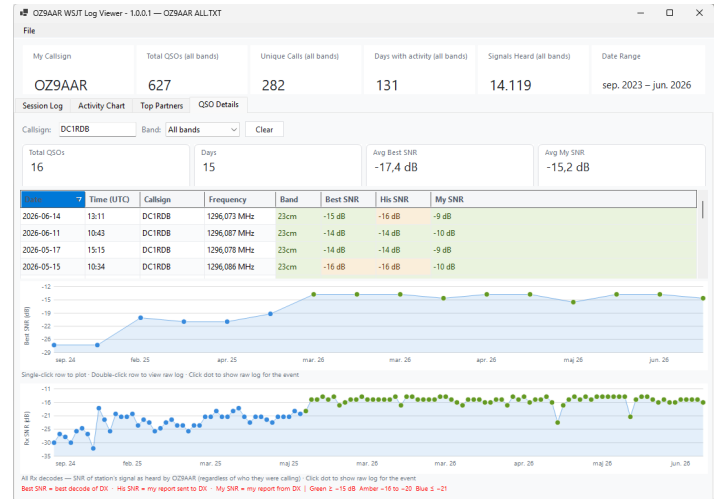 OZ9AAR WSJT Log Viewer - 1.0.0.1 — OZ9AAR ALL.TXT
File
My Callsign
Total QSOs (all bands)
Unique Calls (all bands)
Days with activity (all bands)
Signals Heard (all bands)
Date Range
OZ9AAR
627
282
131
14.119
sep. 2023 – jun. 2026
Session Log Activity Chart Top Partners QSO Details
Callsign: DC1RDB Band: All bands Clear
Total QSOs Days Avg Best SNR Avg My SNR
16 15 -17,4 dB -15,2 dB
Time (UTC) Callsign Frequency Band Best SNR His SNR My SNR
2026-06-14 13:11 DC1RDB 1296,073 MHz 23cm -15 dB -16 dB -9 dB
2026-06-11 10:43 DC1RDB 1296,087 MHz 23cm -14 dB -14 dB -10 dB
2026-05-17 15:15 DC1RDB 1296,078 MHz 23cm -14 dB -14 dB -9 dB
2026-05-15 10:34 DC1RDB 1296,086 MHz 23cm -16 dB -16 dB -10 dB
Best SNR (dB)
-12
-15
-20
-26
-29
sep. 24 feb. 25 apr. 25 mar. 26 mar. 26 apr. 26 maj 26 jun. 26
Single-click row to plot · Double-click row to view raw log · Click dot to show raw log for the event
Rx SNR (dB)
-11
-16
-21
-25
-30
-35
sep. 24 feb. 25 mar. 25 maj 25 mar. 26 mar. 26 apr. 26 maj 26 jun. 26
All Rx decodes — SNR of station's signal as heard by OZ9AAR (regardless of who they were calling) · Click dot to show raw log for the event
Best SNR = best decode of DX · His SNR = my report sent to DX · My SNR = my report from DX | Green ≥ −15 dB Amber −16 to −20 Blue ≤ −21